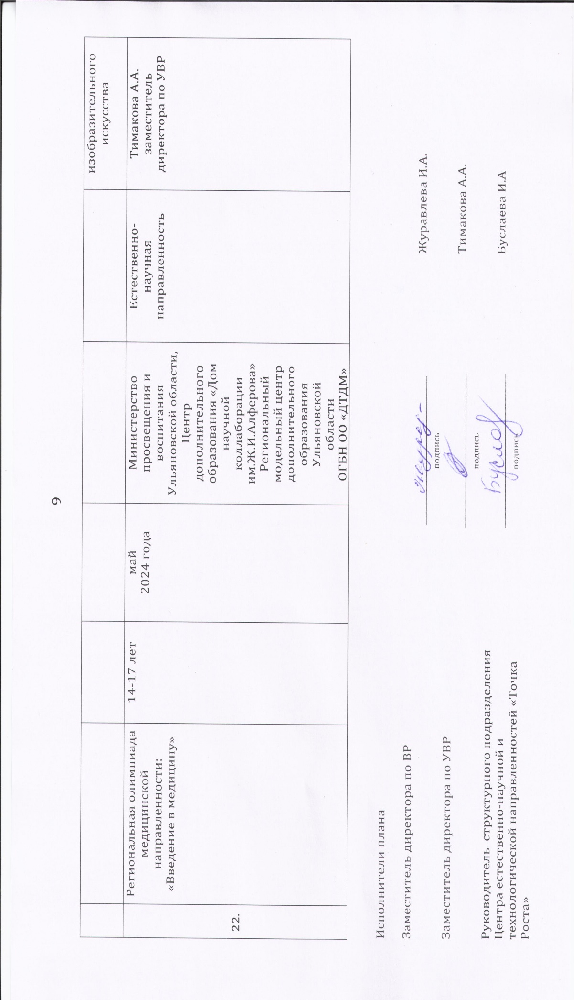 9
изобразительного
искусства
22.
Региональная олимпиада
медицинской
направленности:
«Введение в медицину»
14-17 лет
май
2024 года
Министерство
просвещения и
воспитания
Ульяновской области,
Центр
дополнительного
образования «Дом
научной
коллаборации
им.Ж.И.Алферова»
Региональный
модельный центр
дополнительного
образования
Ульяновской
области
ОГБН ОО «ДТДМ»
Естественно-
научная
направленность
Тимакова А.А.
заместитель
директора по УВР
Исполнители плана
Заместитель директора по ВР
Журавлева И.А.
подпись
Заместитель директора по УВР
Тимакова А.А.
подпись
Руководитель структурного подразделения
Центра естественно-научной и
технологической направленностей «Точка
Роста»
Буслаева И.А
подпись